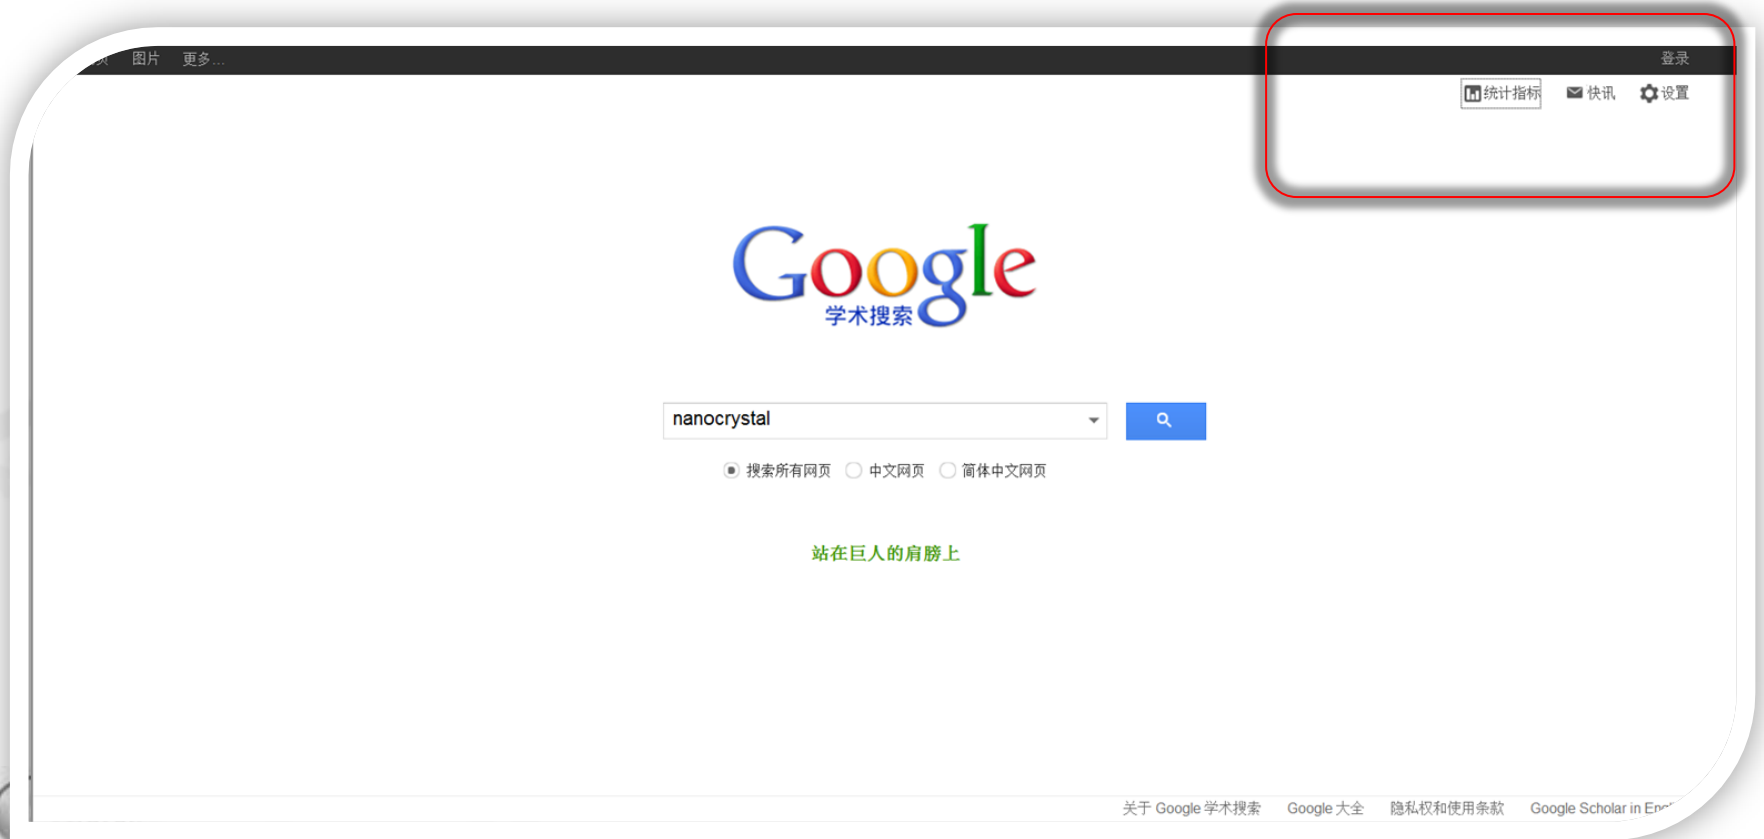 图片 更多…
登录
统计指标 快讯 设置
Google
学术搜索
nanocrystal
搜索所有网页 中文网页 简体中文网页
站在巨人的肩膀上
关于 Google 学术搜索 Google 大全 隐私权和使用条款 Google Scholar in